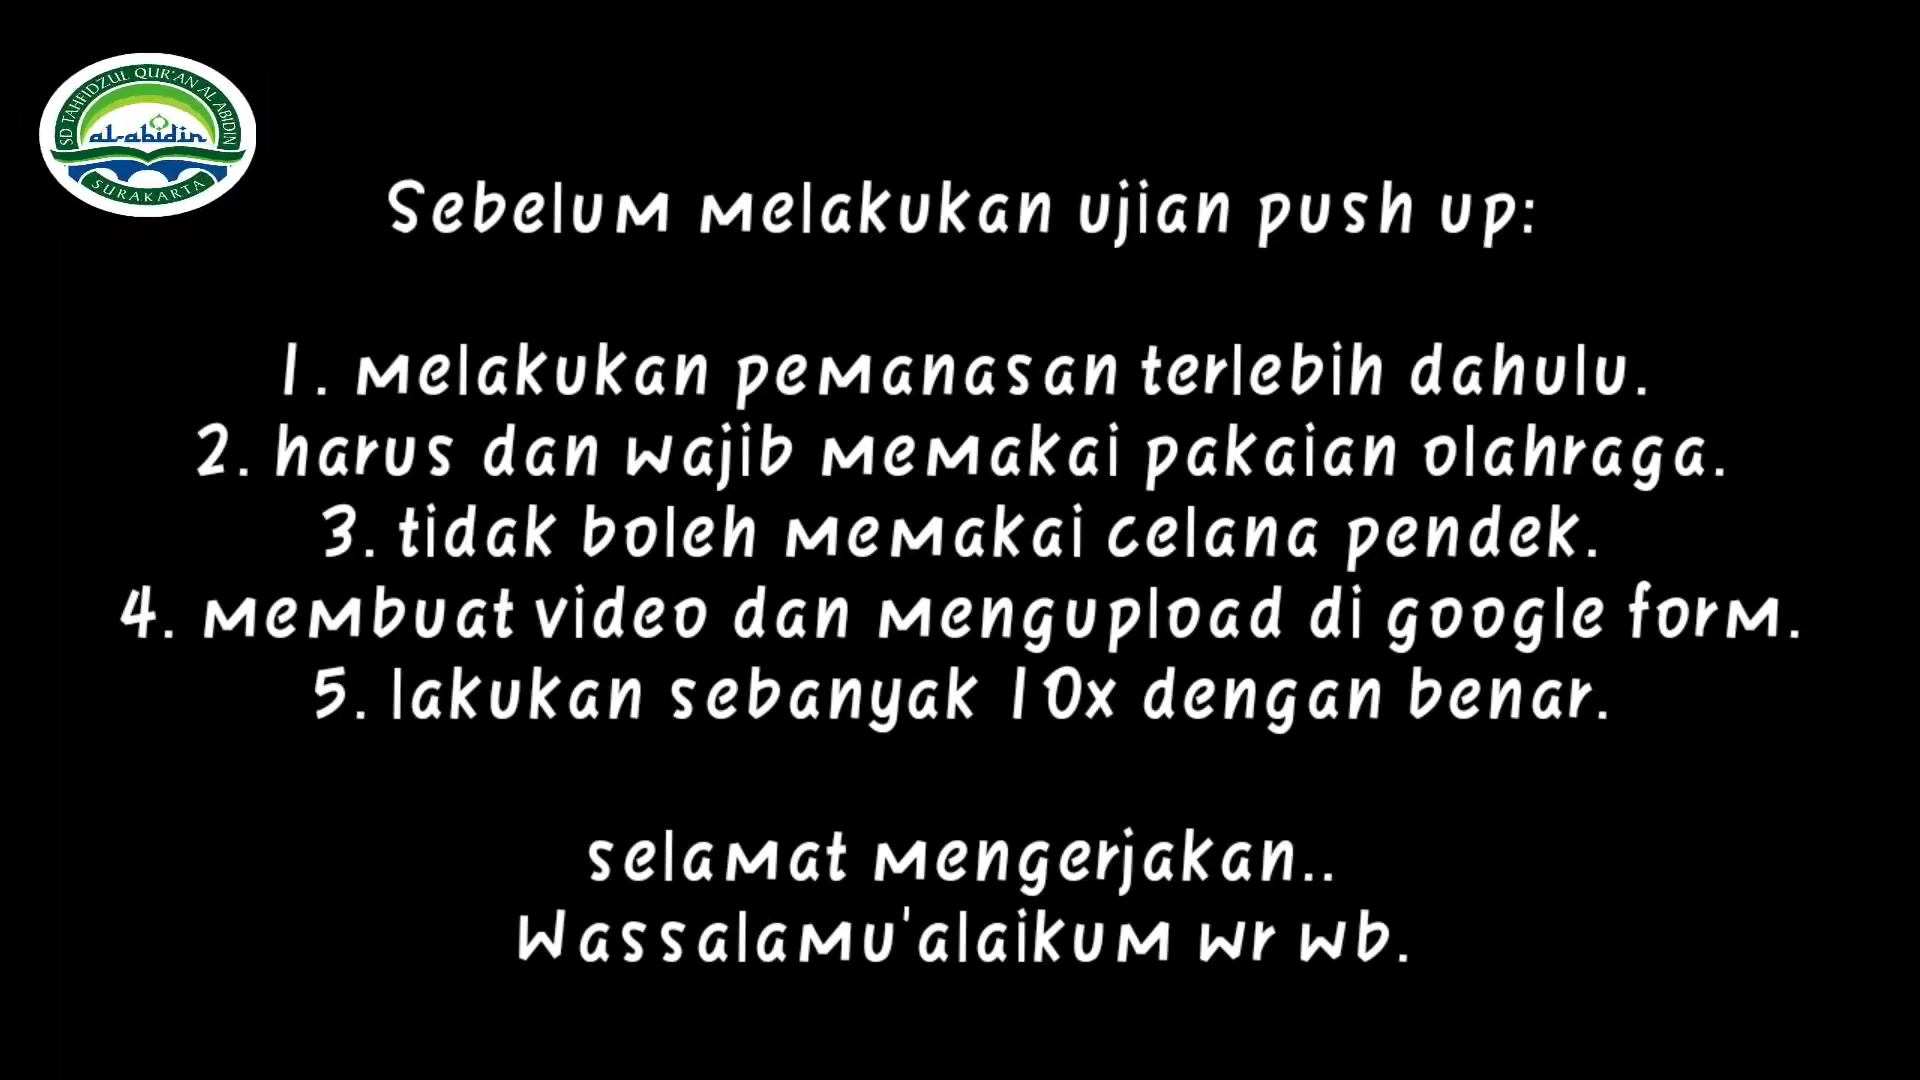 SD TAHFIDZUL QUR'AN AL ABIDIN
al-abidin
SURAKARTA
Sebelum melakukan ujian push up:
1. melakukan pemanasan terlebih dahulu.
2. harus dan wajib memakai pakaian olahraga.
3. tidak boleh memakai celana pendek.
4. membuat video dan mengupload di google form.
5. lakukan sebanyak 10x dengan benar.
selamat mengerjakan..
Wassalamu'alaikum wr wb.